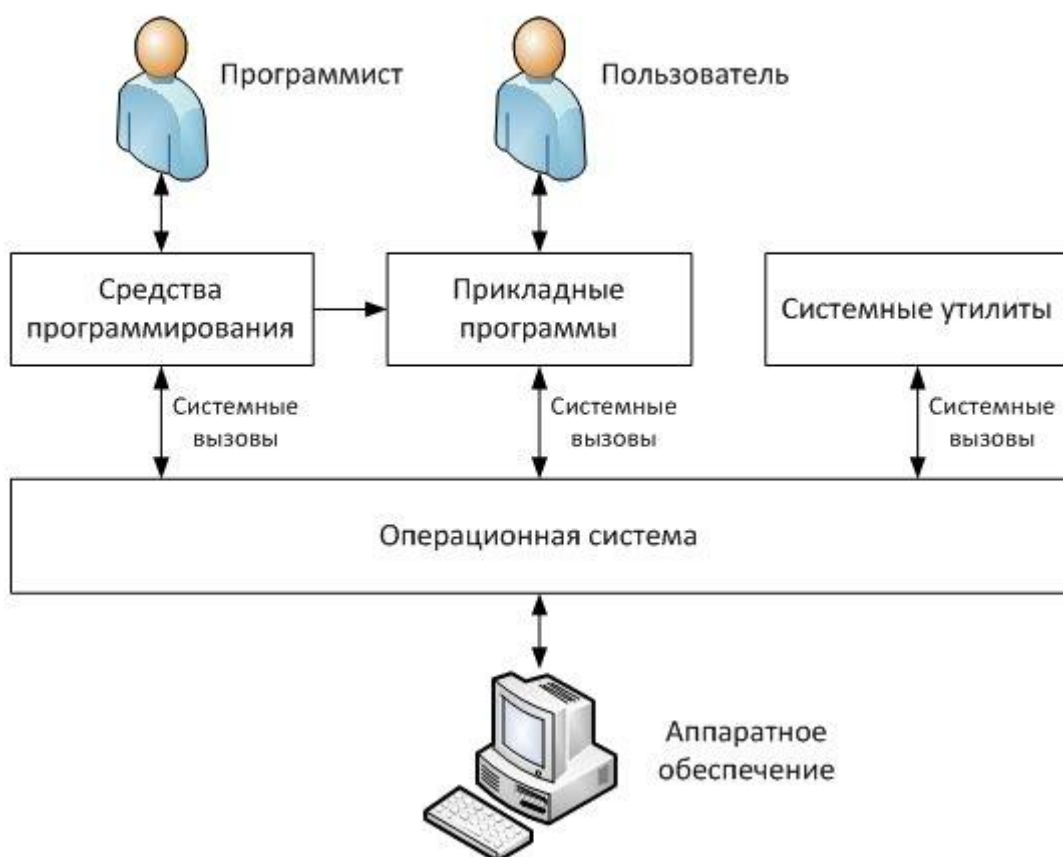 Программист
Пользователь
Средства
программирования
Прикладные
программы
Системные утилиты
Системные
вызовы
Системные
вызовы
Системные
вызовы
Операционная система
Аппаратное
обеспечение